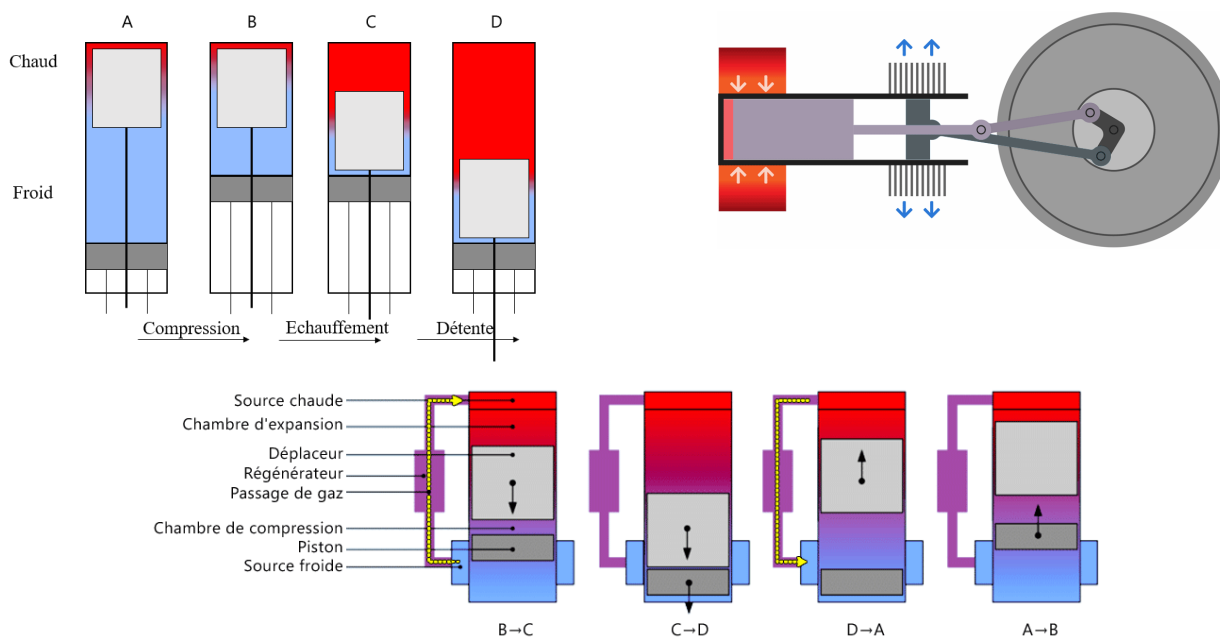 A B C D
Chaud
Froid
Compression Echauffement Détente
Source chaude
Chambre d'expansion
Déplaceur
Régénérateur
Passage de gaz
Chambre de compression
Piston
Source froide
B→C C→D D→A A→B